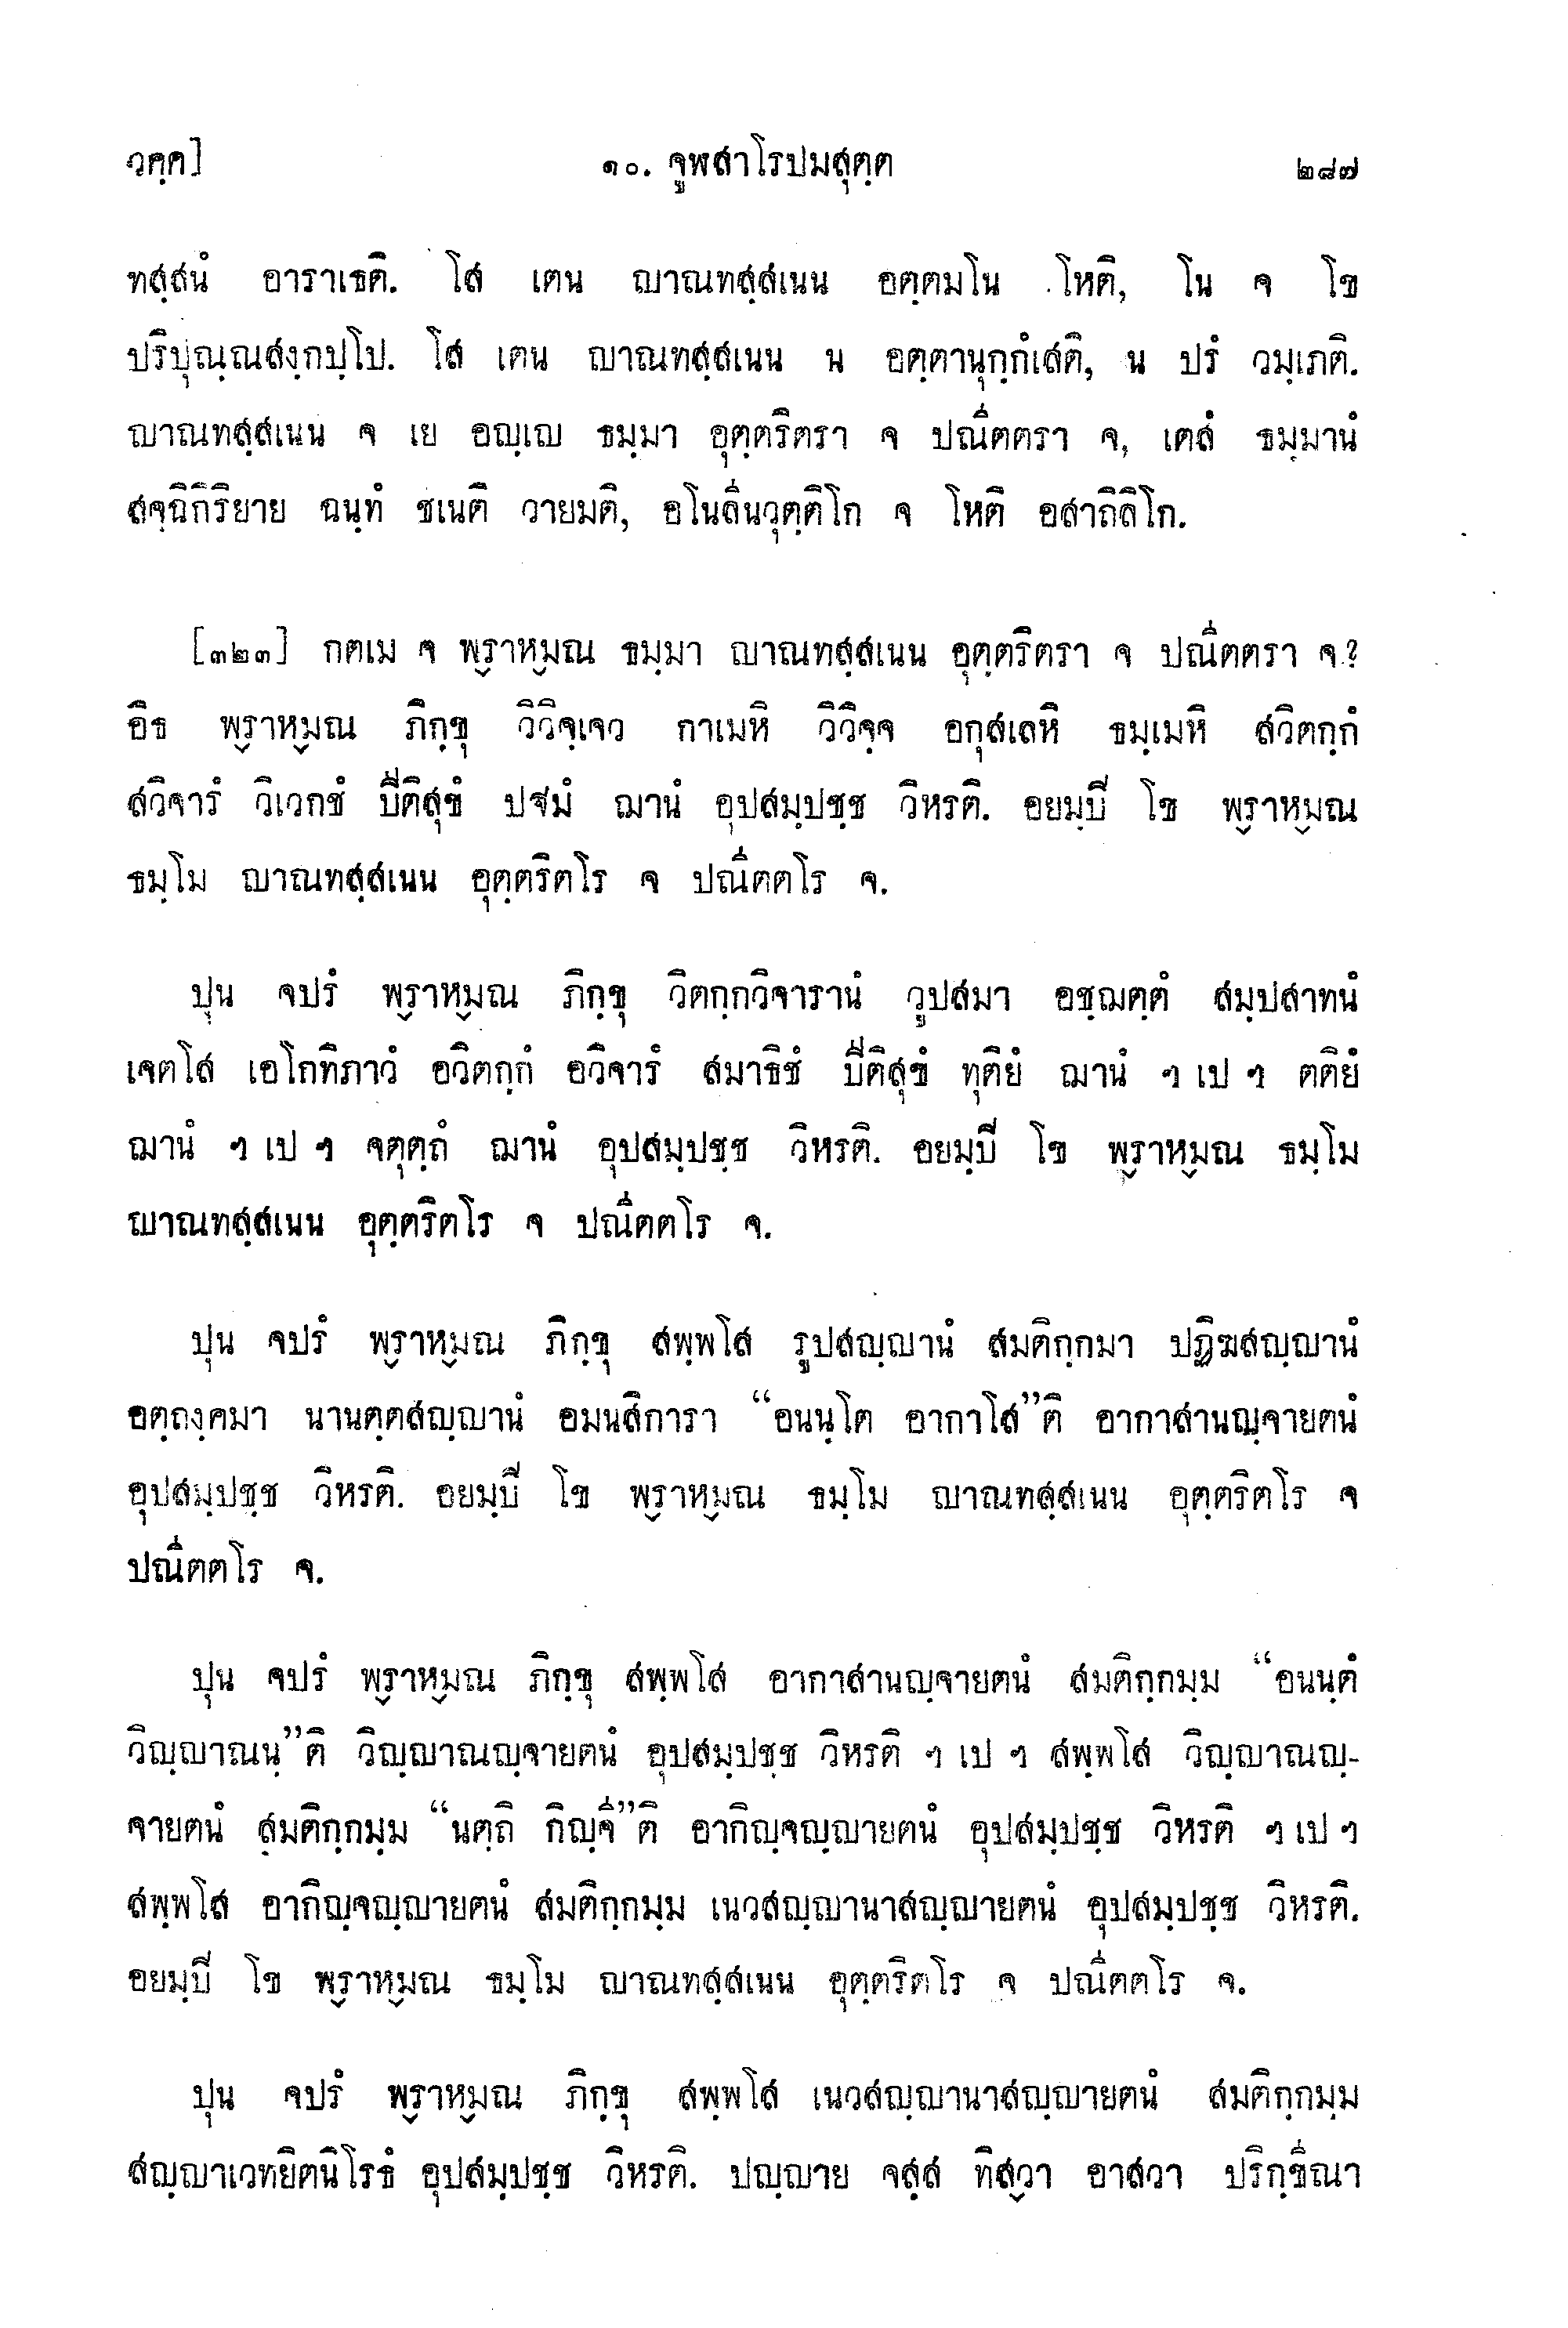 วคฺค]
๑๐. จูฬสาโรปมสุตฺต
๒๘๗
ทสฺสนํ อาราเธติ. โส เตน ญาณทสฺสเนน อตฺตมโน โหติ, โน จ โข
ปริปุณฺณสงฺกปฺโป. โส เตน ญาณทสฺสเนน น อตฺตานุกฺกํเสติ, น ปรํ วมฺเภติ.
ญาณทสฺสเนน จ เย อญฺเญ ธมฺมา อุตฺตริตรา จ ปณีตตรา จ, เตสํ ธมฺมานํ
สจฺฉิกิริยาย ฉนฺทํ ชเนติ วายมติ, อโนลีนวุตฺติโก จ โหติ อสาถิลิโก.
[๓๒๓] กตเม จ พฺราหฺมณ ธมฺมา ญาณทสฺสเนน อุตฺตริตรา จ ปณีตตรา จ?
อิธ พฺราหฺมณ ภิกฺขุ วิวิจฺเจว กาเมหิ วิวิจฺจ อกุสเลหิ ธมฺเมหิ สวิตกฺกํ
สวิจารํ วิเวกชํ ปีติสุขํ ปฐมํ ฌานํ อุปสมฺปชฺช วิหรติ. อยมฺปิ โข พฺราหฺมณ
ธมฺโม ญาณทสฺสเนน อุตฺตริตโร จ ปณีตตโร จ.
ปุน จปรํ พฺราหฺมณ ภิกฺขุ วิตกฺกวิจารานํ วูปสมา อชฺฌตฺตํ สมฺปสาทนํ
เจตโส เอโกทิภาวํ อวิตกฺกํ อวิจารํ สมาธิชํ ปีติสุขํ ทุติยํ ฌานํ ฯ เป ฯ ตติยํ
ฌานํ ฯ เป ฯ จตุตฺถํ ฌานํ อุปสมฺปชฺช วิหรติ. อยมฺปิ โข พฺราหฺมณ ธมฺโม
ญาณทสฺสเนน อุตฺตริตโร จ ปณีตตโร จ.
ปุน จปรํ พฺราหฺมณ ภิกฺขุ สพฺพโส รูปสญฺญานํ สมติกฺกมา ปฏิฆสญฺญานํ
อตฺถงฺคมา นานตฺตสญฺญานํ อมนสิการา “อนนฺโต อากาโส”ติ อากาสานญฺจายตนํ
อุปสมฺปชฺช วิหรติ. อยมฺปิ โข พฺราหฺมณ ธมฺโม ญาณทสฺสเนน อุตฺตริตโร จ
ปณีตตโร จ.
ปุน จปรํ พฺราหฺมณ ภิกฺขุ สพฺพโส อากาสานญฺจายตนํ สมติกฺกมฺม “อนนฺตํ
วิญฺญาณนฺ”ติ วิญฺญาณญฺจายตนํ อุปสมฺปชฺช วิหรติ ฯ เป ฯ สพฺพโส วิญฺญาณญฺ-
จายตนํ สมติกฺกมฺม “นตฺถิ กิญฺจี”ติ อากิญฺจญฺญายตนํ อุปสมฺปชฺช วิหรติ ฯ เป ฯ
สพฺพโส อากิญฺจญฺญายตนํ สมติกฺกมฺม เนวสญฺญานาสญฺญายตนํ อุปสมฺปชฺช วิหรติ.
อยมฺปิ โข พฺราหฺมณ ธมฺโม ญาณทสฺสเนน อุตฺตริตโร จ ปณีตตโร จ.
ปุน จปรํ พฺราหฺมณ ภิกฺขุ สพฺพโส เนวสญฺญานาสญฺญายตนํ สมติกฺกมฺม
สญฺญาเวทยิตนิโรธํ อุปสมฺปชฺช วิหรติ. ปญฺญาย จสฺส ทิสฺวา อาสวา ปริกฺขีณา